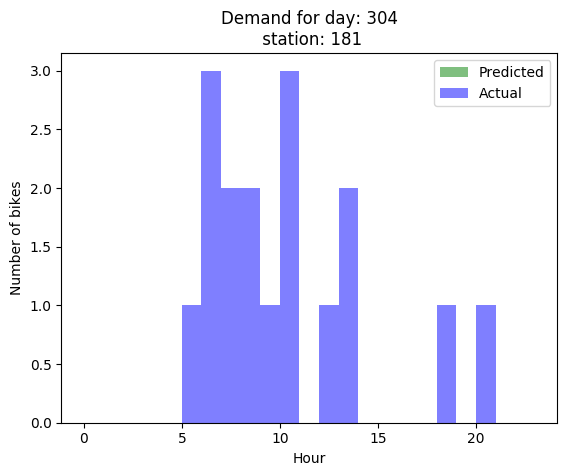 Demand for day: 304
station: 181
Predicted
Actual
3.0
2.5
2.0
1.5
1.0
0.5
0.0
Number of bikes
0 5 10 15 20
Hour